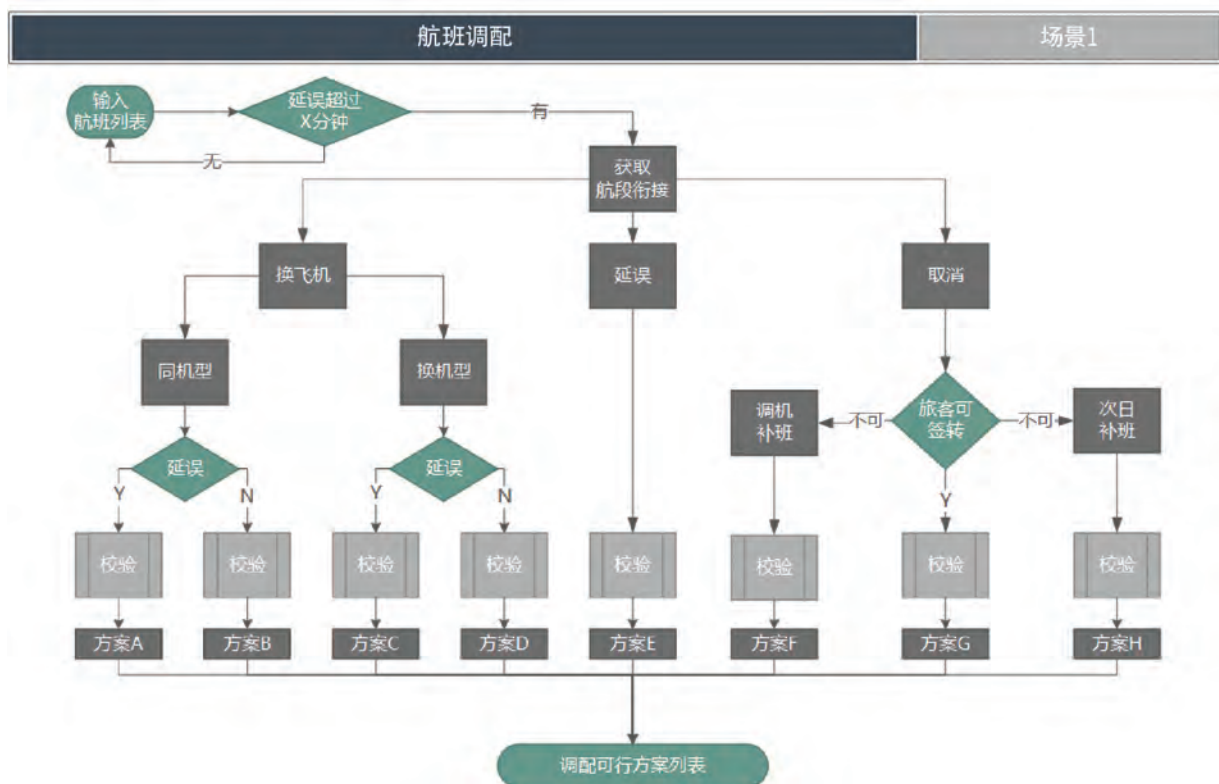 航班调配
场景1
输入
航班列表
延误超过
X分钟
有
无
获取
航段衔接
换飞机
延误
取消
同机型
换机型
调机
补班
不可
旅客可
签转
不可
次日
补班
延误
延误
Y
N
Y
N
Y
校验
校验
校验
校验
校验
校验
校验
校验
方案A
方案B
方案C
方案D
方案E
方案F
方案G
方案H
调配可行方案列表